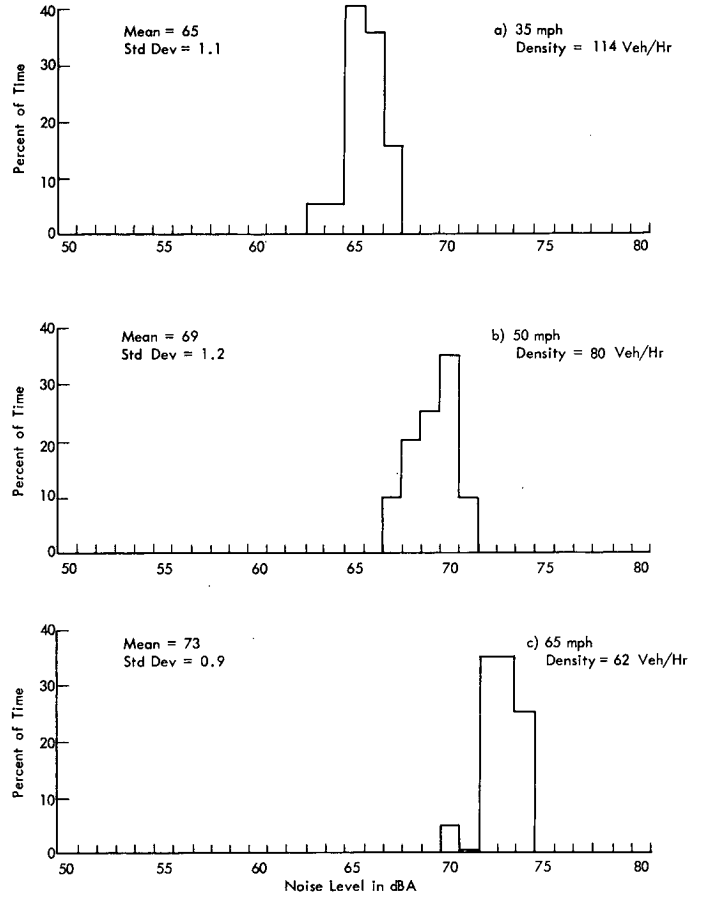 40
Mean = 65
Std Dev = 1.1
a) 35 mph
Density = 114 Veh/Hr
30
20
10
0
Percent of Time
50 55 60 65 70 75 80
40
Mean = 69
Std Dev = 1.2
b) 50 mph
Density = 80 Veh/Hr
30
20
10
0
Percent of Time
50 55 60 65 70 75 80
40
Mean = 73
Std Dev = 0.9
c) 65 mph
Density = 62 Veh/Hr
30
20
10
0
Percent of Time
50 55 60 65 70 75 80
Noise Level in dBA